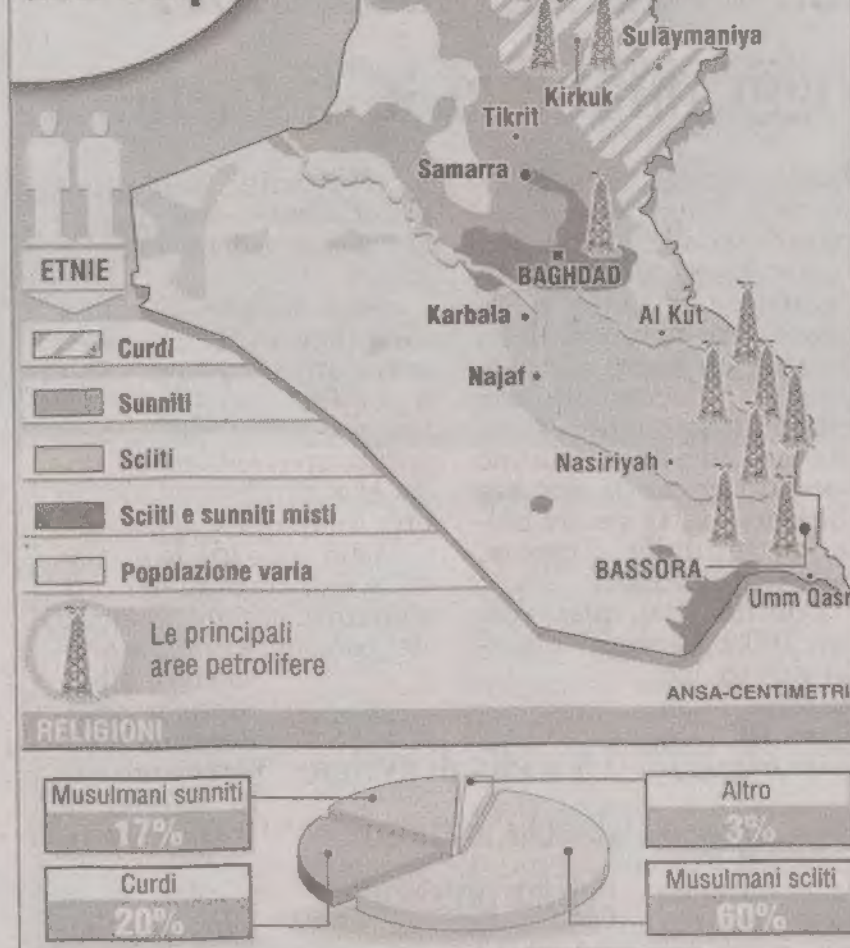 Sulaymaniya
Kirkuk
Tikrit
Samarra
BAGHDAD
Karbala
Al Kut
Najaf
Nasiriyah
BASSORA
Umm Qasr
ETNIE
Curdi
Sunniti
Sciiti
Sciiti e sunniti misti
Popolazione varia
Le principali
aree petrolifere
ANSA-CENTIMETRI
RELIGIONI
Musulmani sunniti
17%
Curdi
20%
Altro
3%
Musulmani sciiti
60%